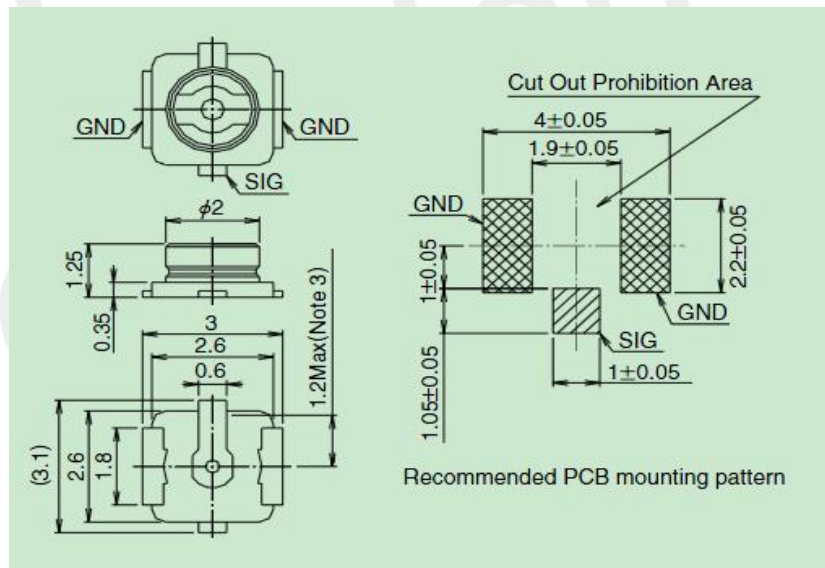 GND
GND
SIG
ϕ2
1.25
0.35
3
2.6
0.6
1.2Max(Note 3)
(3.1)
2.6
1.8
Cut Out Prohibition Area
4±0.05
1.9±0.05
GND
1±0.05
2.2±0.05
GND
SIG
1.05±0.05
1±0.05
Recommended PCB mounting pattern